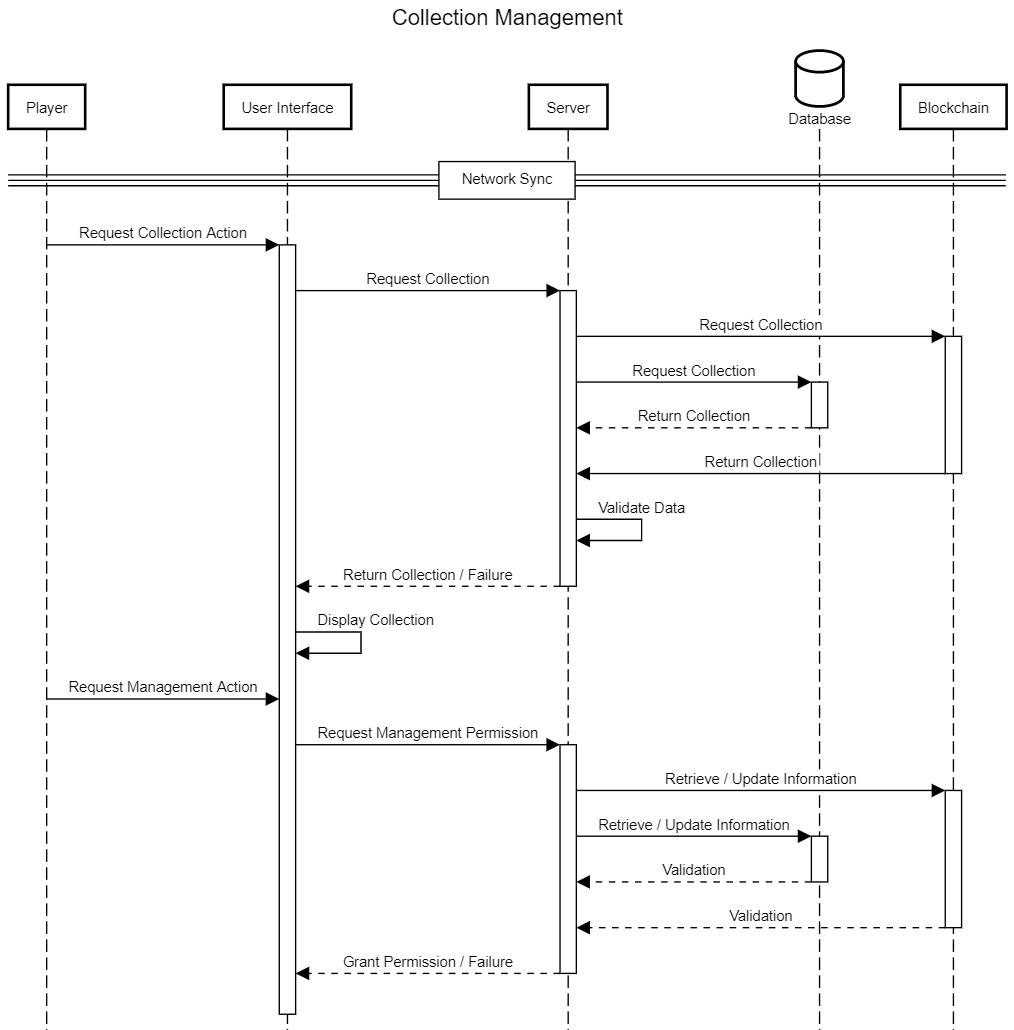 Collection Management
Player
User Interface
Server
Database
Blockchain
Network Sync
Request Collection Action
Request Collection
Request Collection
Request Collection
Return Collection
Return Collection
Validate Data
Return Collection / Failure
Display Collection
Request Management Action
Request Management Permission
Retrieve / Update Information
Retrieve / Update Information
Validation
Validation
Grant Permission / Failure